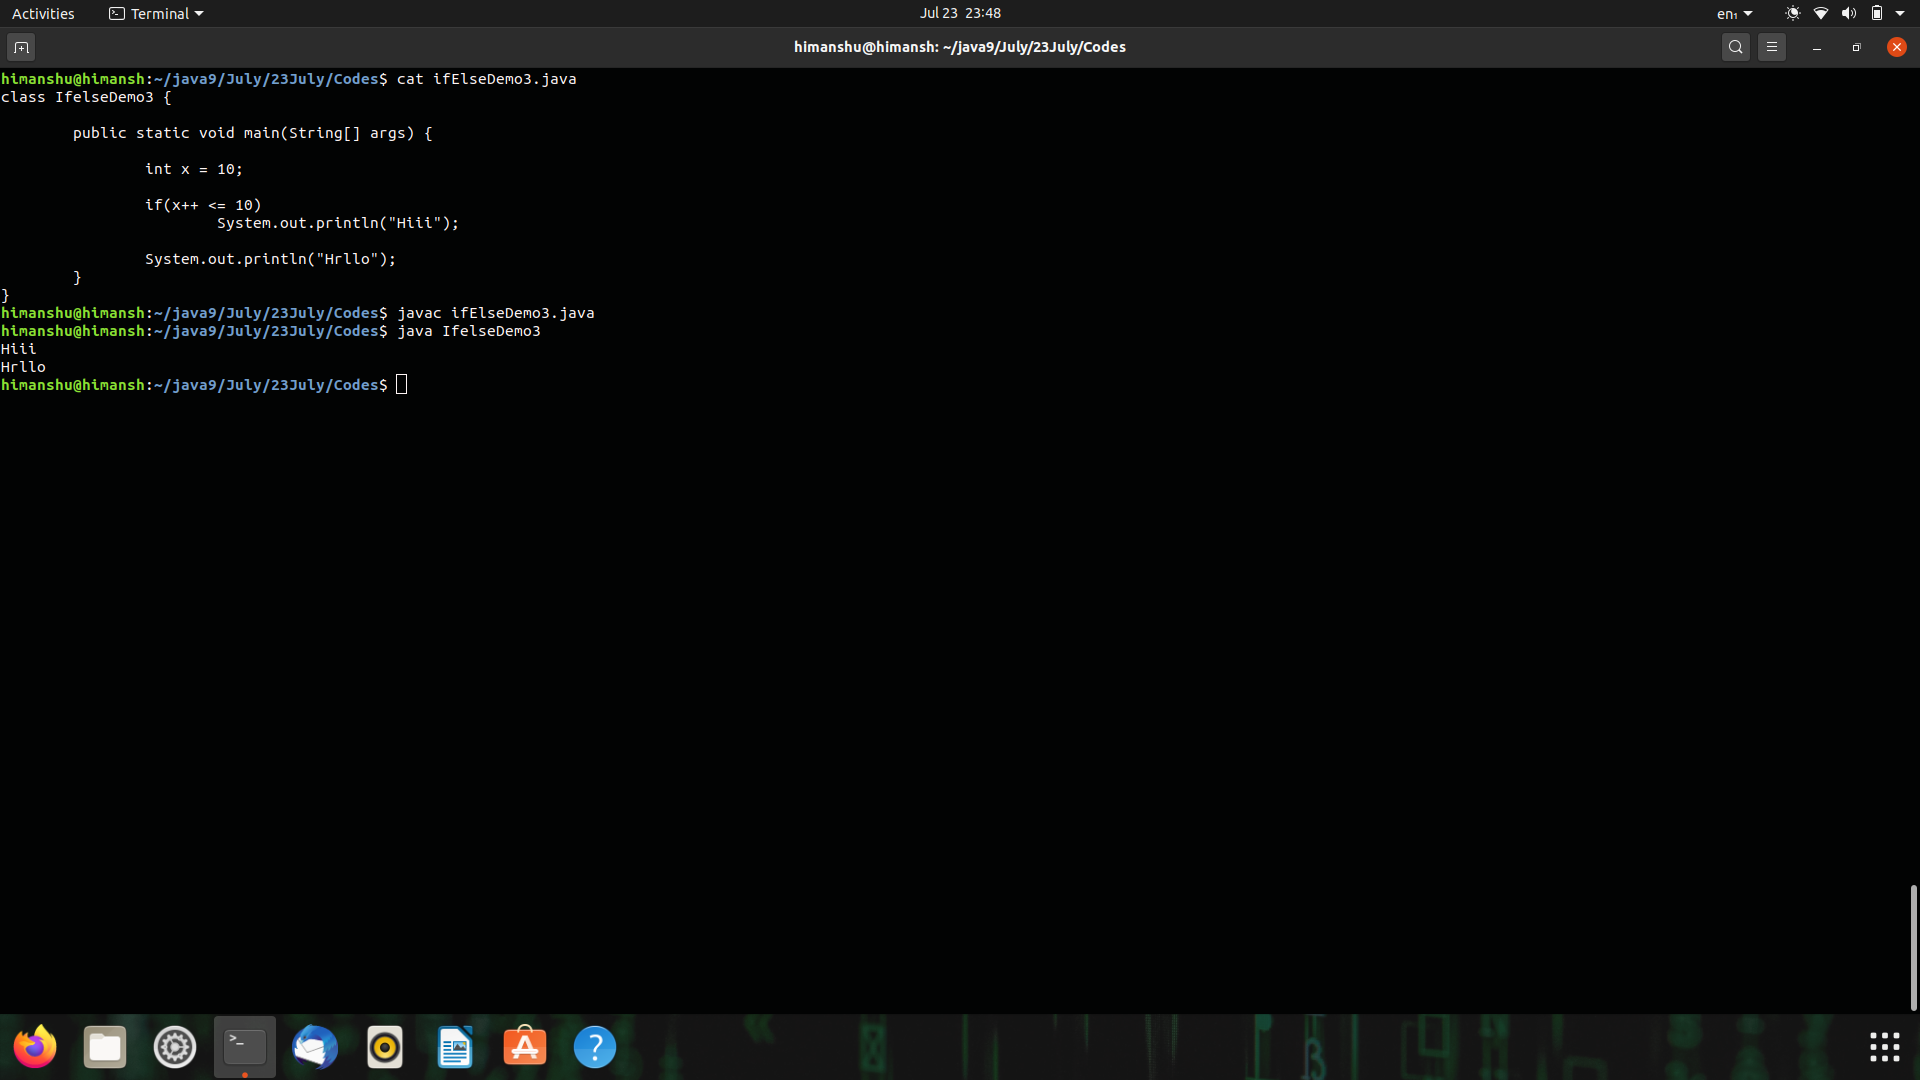 Activities Terminal Jul 23 23:48 en₁
himanshu@himansh: ~/java9/July/23July/Codes
himanshu@himansh:~/java9/July/23July/Codes$ cat ifElseDemo3.java
class IfelseDemo3 {
public static void main(String[] args) {
int x = 10;
if(x++ <= 10)
System.out.println("Hiii");
System.out.println("Hrllo");
}
}
himanshu@himansh:~/java9/July/23July/Codes$ javac ifElseDemo3.java
himanshu@himansh:~/java9/July/23July/Codes$ java IfelseDemo3
Hiii
Hrllo
himanshu@himansh:~/java9/July/23July/Codes$